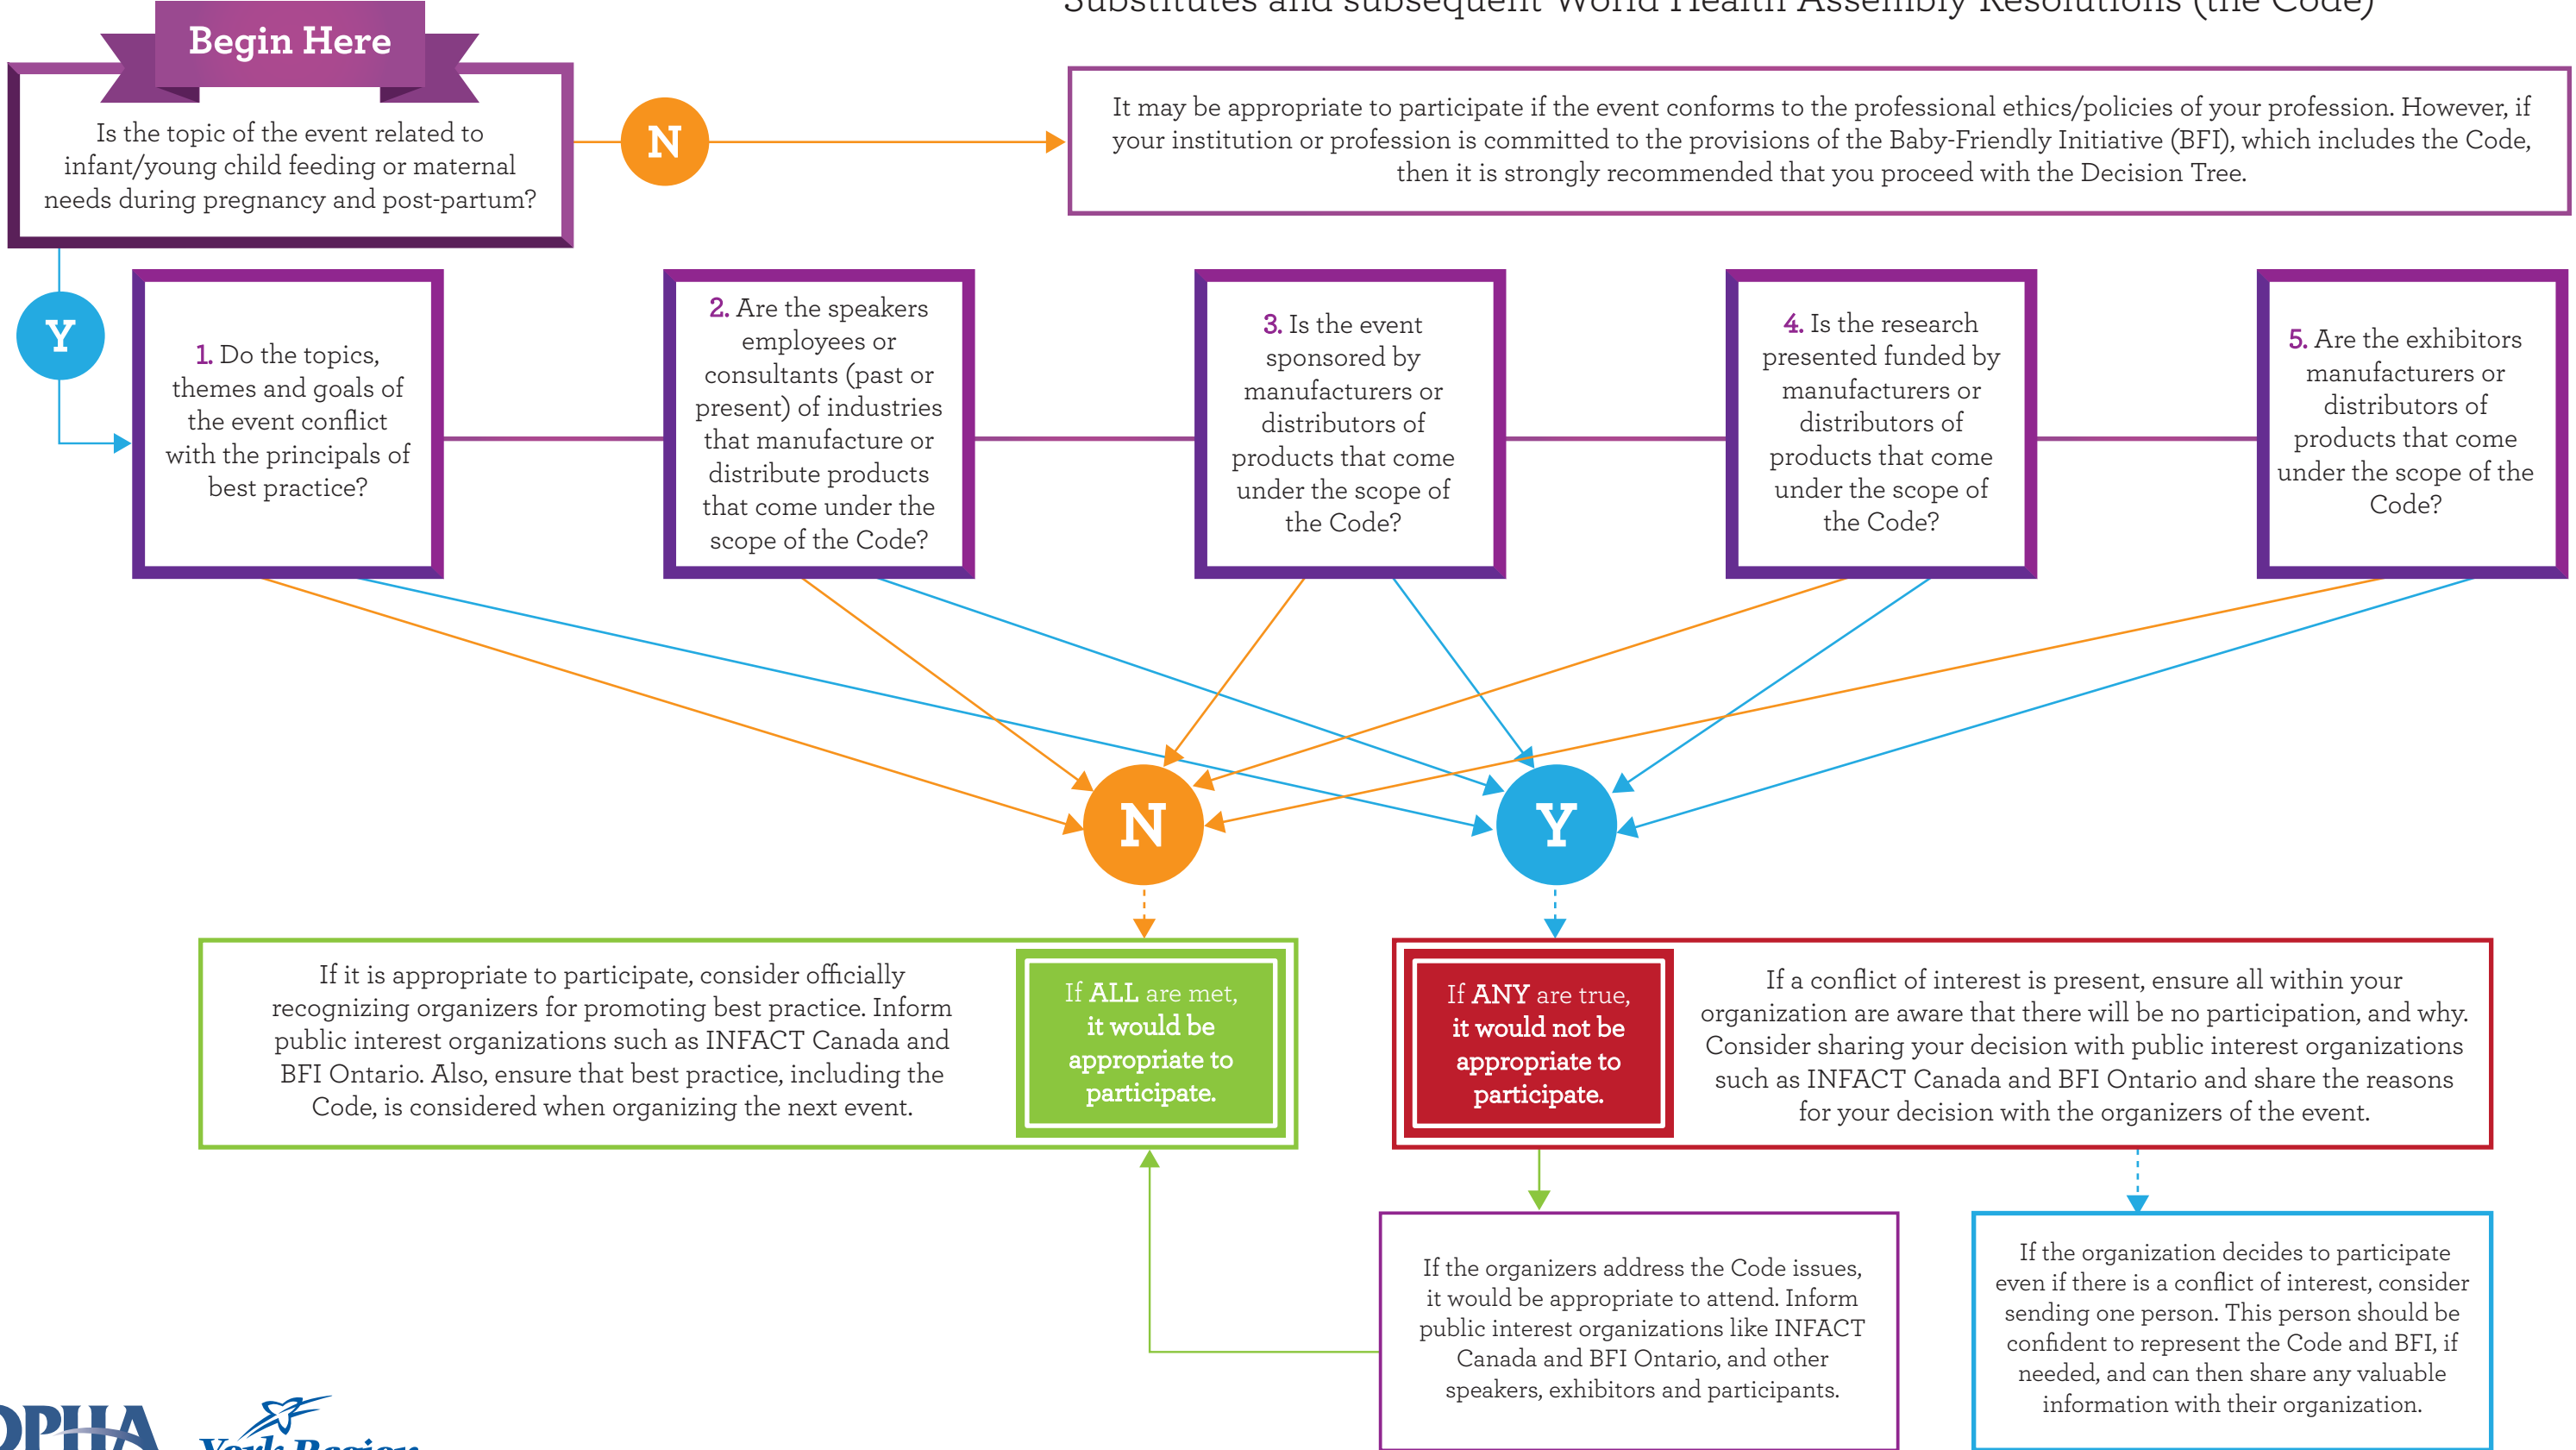 Substitutes and subsequent World Health Assembly Resolutions (the Code)
Begin Here
Is the topic of the event related to
infant/young child feeding or maternal
needs during pregnancy and post-partum?
N
It may be appropriate to participate if the event conforms to the professional ethics/policies of your profession. However, if
your institution or profession is committed to the provisions of the Baby-Friendly Initiative (BFI), which includes the Code,
then it is strongly recommended that you proceed with the Decision Tree.
Y
1. Do the topics,
themes and goals of
the event conflict
with the principals of
best practice?
2. Are the speakers
employees or
consultants (past or
present) of industries
that manufacture or
distribute products
that come under the
scope of the Code?
3. Is the event
sponsored by
manufacturers or
distributors of
products that come
under the scope of
the Code?
4. Is the research
presented funded by
manufacturers or
distributors of
products that come
under the scope of
the Code?
5. Are the exhibitors
manufacturers or
distributors of
products that come
under the scope of the
Code?
N
Y
If it is appropriate to participate, consider officially
recognizing organizers for promoting best practice. Inform
public interest organizations such as INFACT Canada and
BFI Ontario. Also, ensure that best practice, including the
Code, is considered when organizing the next event.
If ALL are met,
it would be
appropriate to
participate.
If ANY are true,
it would not be
appropriate to
participate.
If a conflict of interest is present, ensure all within your
organization are aware that there will be no participation, and why.
Consider sharing your decision with public interest organizations
such as INFACT Canada and BFI Ontario and share the reasons
for your decision with the organizers of the event.
If the organizers address the Code issues,
it would be appropriate to attend. Inform
public interest organizations like INFACT
Canada and BFI Ontario, and other
speakers, exhibitors and participants.
If the organization decides to participate
even if there is a conflict of interest, consider
sending one person. This person should be
confident to represent the Code and BFI, if
needed, and can then share any valuable
information with their organization.
OPHA
York Region